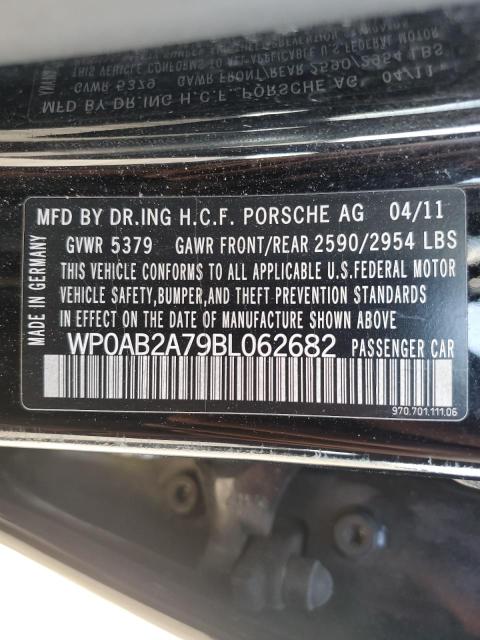 MFD BY DR.ING H.C.F. PORSCHE AG 04/11
GVWR 5379 GAWR FRONT/REAR 2590/2954 LBS
THIS VEHICLE CONFORMS TO ALL APPLICABLE U.S.FEDERAL MOTOR
VEHICLE SAFETY,BUMPER,AND THEFT PREVENTION STANDARDS
IN EFFECT ON THE DATE OF MANUFACTURE SHOWN ABOVE.
WP0AB2A79BL062682 PASSENGER CAR
970.701.111.06
MADE IN GERMANY